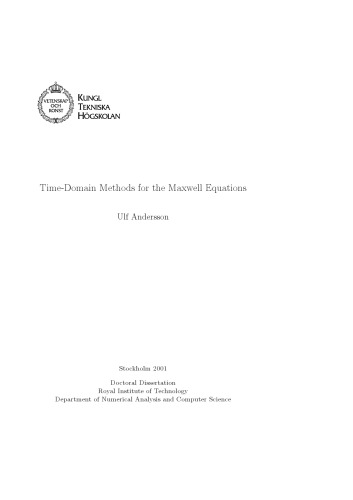 VETENSKAP
OCH
KONST
KUNGL
TEKNISKA
HÖGSKOLAN
Time-Domain Methods for the Maxwell Equations
Ulf Andersson
Stockholm 2001
Doctoral Dissertation
Royal Institute of Technology
Department of Numerical Analysis and Computer Science